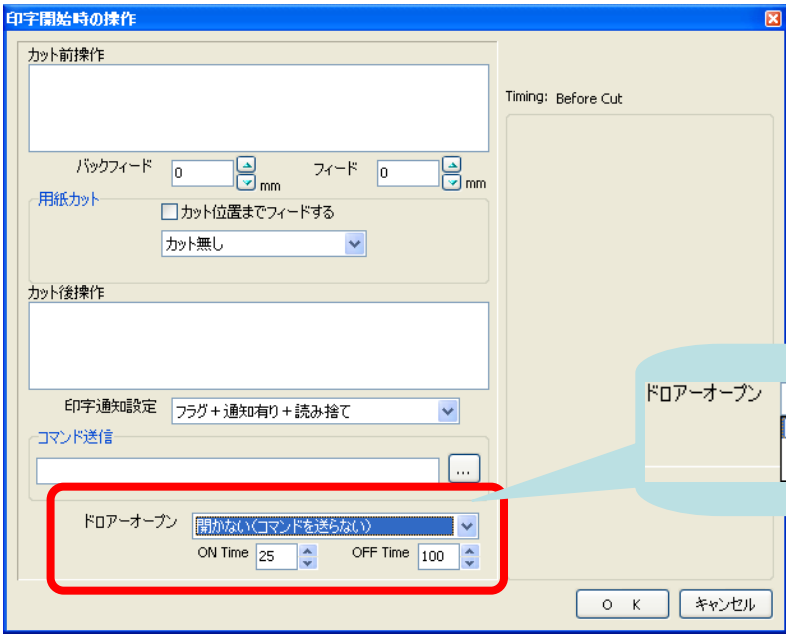 印字開始時の操作
カット前操作
Timing: Before Cut
バックフィード 0 mm フィード 0 mm
用紙カット
カット位置までフィードする
カット無し
カット後操作
ドロアーオープン
印字通知設定 フラグ+通知有り+読み捨て
コマンド送信
...
ドロアーオープン 開かない(コマンドを送らない)
ON Time 25 OFF Time 100
O K キャンセル